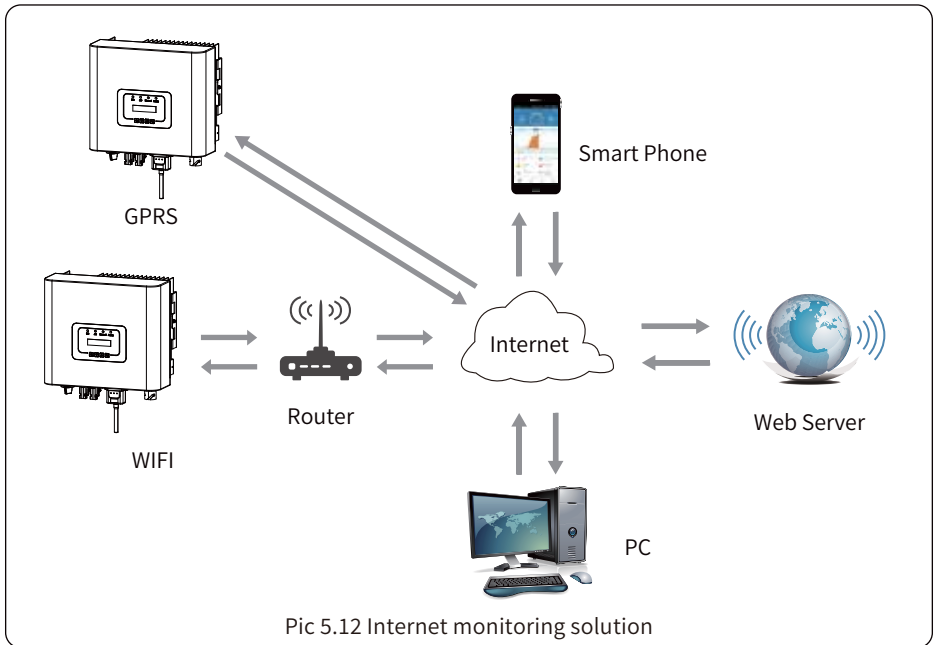 GPRS
Smart Phone
Internet
WIFI
Router
Web Server
PC
Pic 5.12 Internet monitoring solution